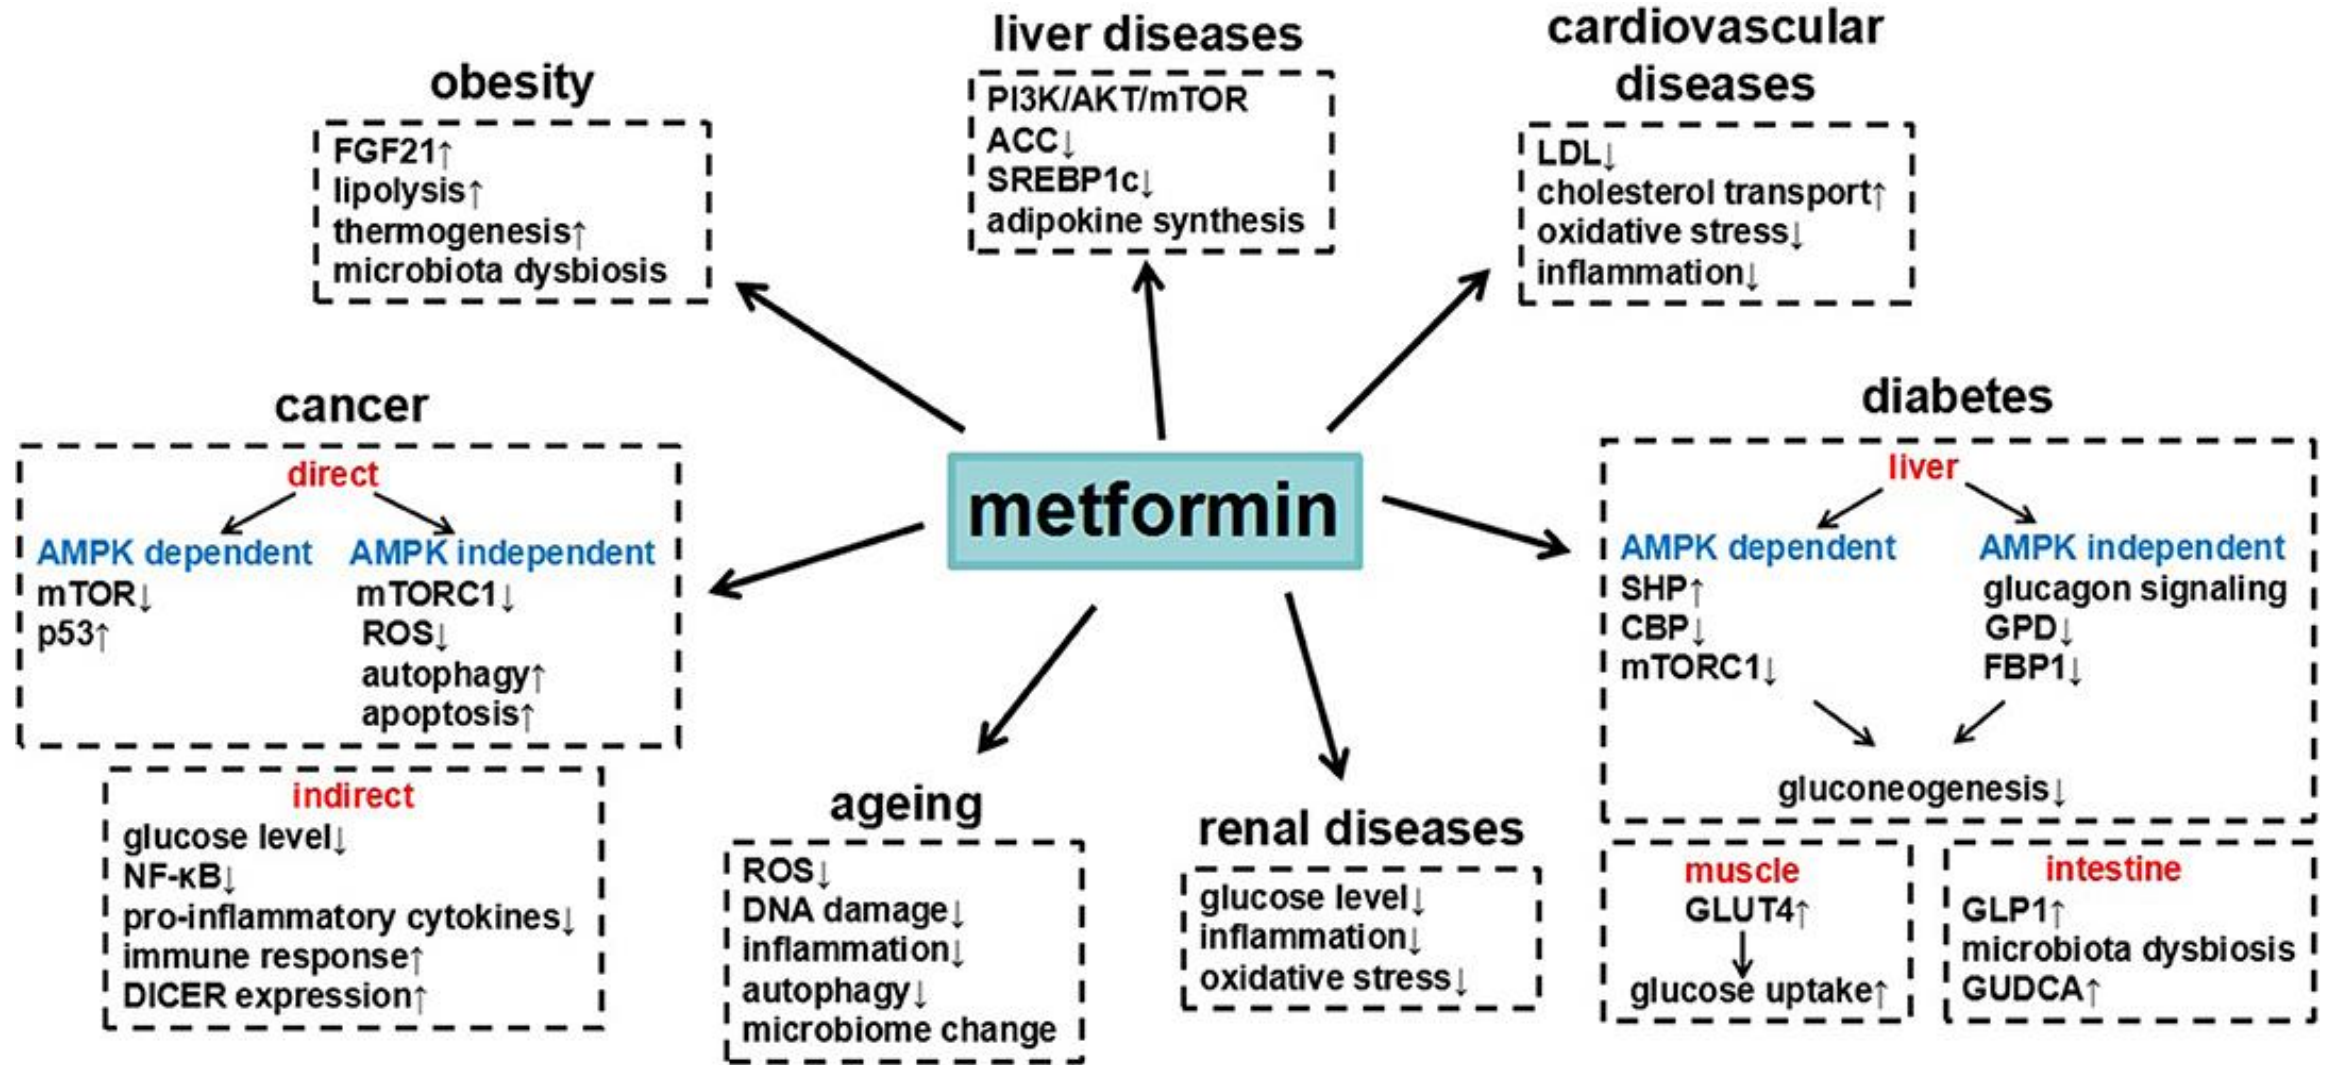 obesity
FGF21↑
lipolysis↑
thermogenesis↑
microbiota dysbiosis
liver diseases
PI3K/AKT/mTOR
ACC↓
SREBP1c↓
adipokine synthesis
cardiovascular
diseases
LDL↓
cholesterol transport↑
oxidative stress↓
inflammation↓
metformin
cancer
direct
AMPK dependent
mTOR↓
p53↑
AMPK independent
mTORC1↓
ROS↓
autophagy↑
apoptosis↑
indirect
glucose level↓
NF-κB↓
pro-inflammatory cytokines↓
immune response↑
DICER expression↑
ageing
ROS↓
DNA damage↓
inflammation↓
autophagy↓
microbiome change
renal diseases
glucose level↓
inflammation↓
oxidative stress↓
diabetes
liver
AMPK dependent
SHP↑
CBP↓
mTORC1↓
AMPK independent
glucagon signaling
GPD↓
FBP1↓
gluconeogenesis↓
muscle
GLUT4↑
glucose uptake↑
intestine
GLP1↑
microbiota dysbiosis
GUDCA↑